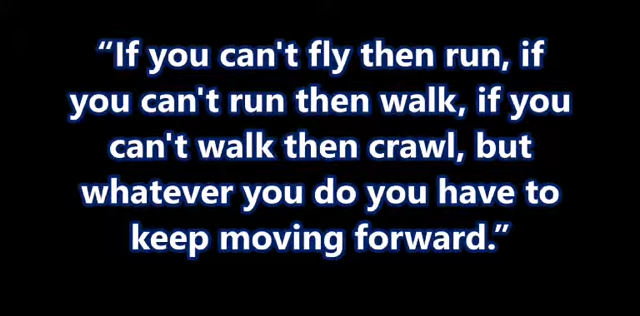 “If you can't fly then run, if
you can't run then walk, if you
can't walk then crawl, but
whatever you do you have to
keep moving forward.”